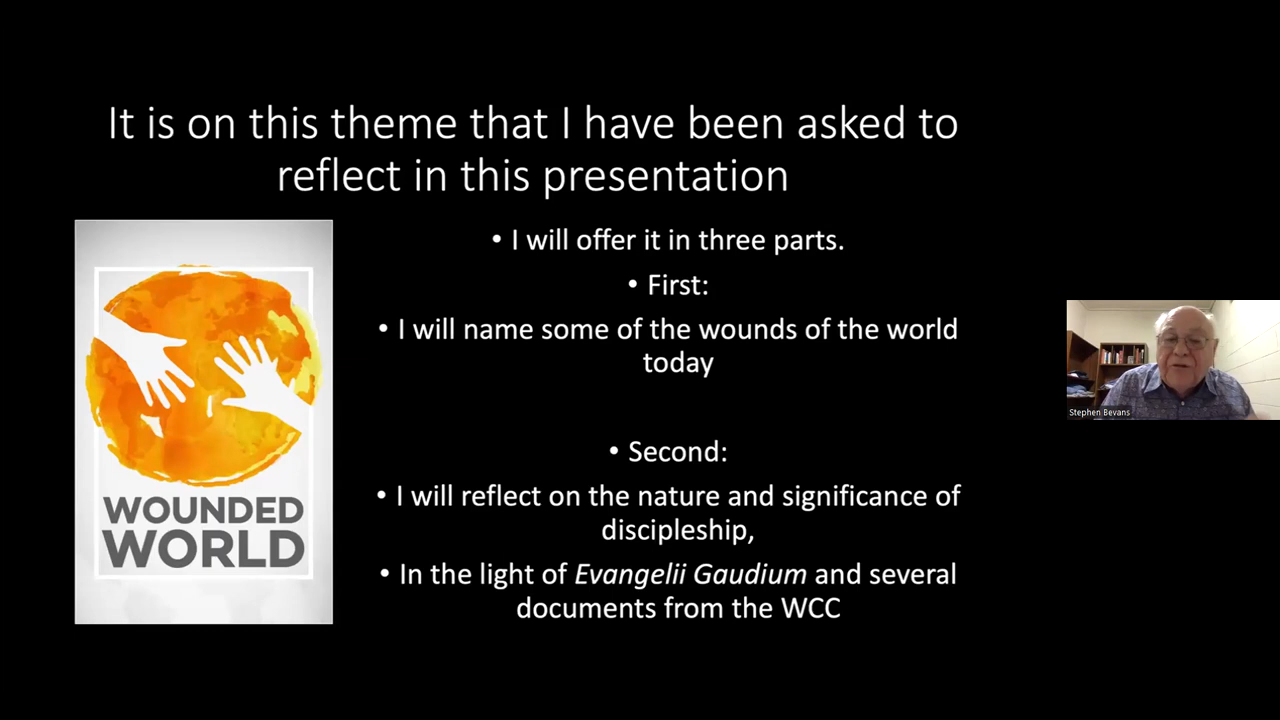 It is on this theme that I have been asked to
reflect in this presentation
• I will offer it in three parts.
• First:
• I will name some of the wounds of the world
today
• Second:
• I will reflect on the nature and significance of
discipleship,
• In the light of Evangelii Gaudium and several
documents from the WCC
WOUNDED
WORLD
Stephen Bevans